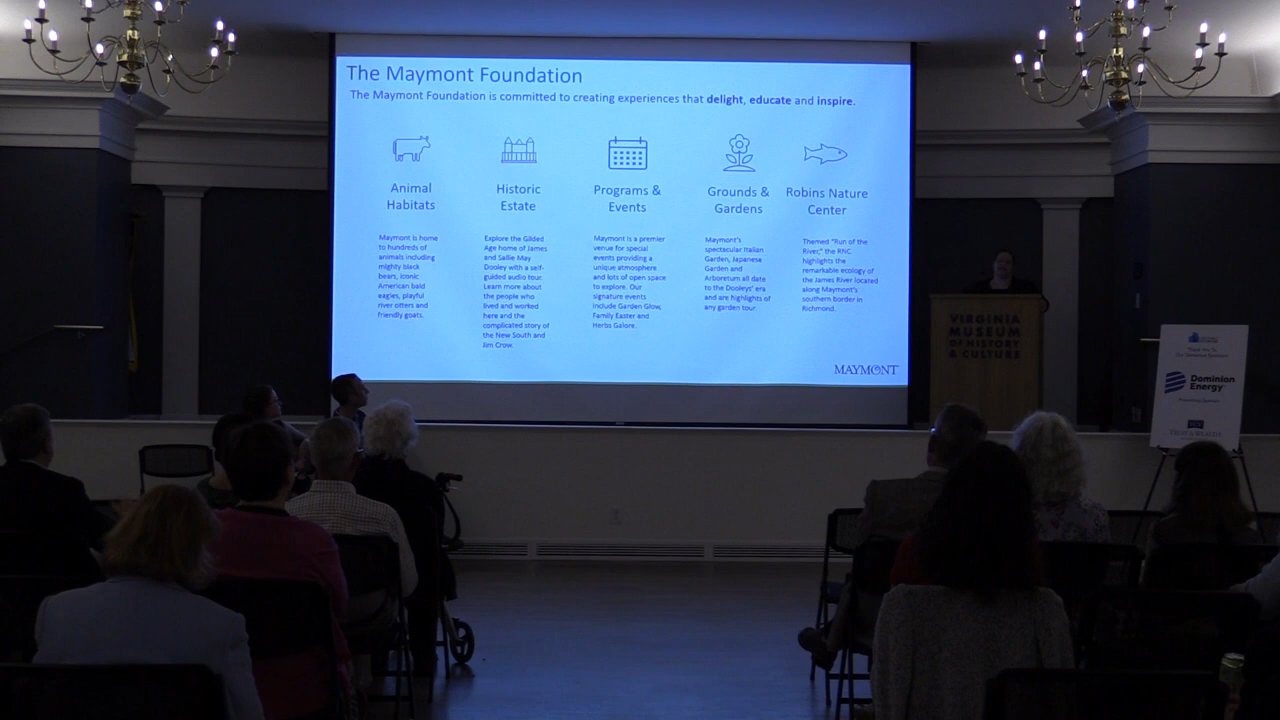 The Maymont Foundation
The Maymont Foundation is committed to creating experiences that delight, educate and inspire.
Animal
Habitats
Maymont is home
to hundreds of
animals including
mighty black
bears, iconic
American bald
eagles, playful
river otters and
friendly goats.
Historic
Estate
Explore the Gilded
Age home of James
and Sallie May
Dooley with a self-
guided audio tour.
Learn more about
the people who
lived and worked
here and the
complicated story of
the New South and
Jim Crow.
Programs &
Events
Maymont is a premier
venue for special
events providing a
unique atmosphere
and lots of open space
to explore. Our
signature events
include Garden Glow,
Family Easter and
Herbs Galore.
Grounds &
Gardens
Maymont's
spectacular Italian
Garden, Japanese
Garden and
Arboretum all date
to the Dooleys' era
and are highlights of
any garden tour.
Robins Nature
Center
Themed "Run of the
River," the RNC
highlights the
remarkable ecology of
the James River located
along Maymont's
southern border in
Richmond.
MAYMONT
VIRGINIA
MUSEUM
OF HISTORY
& CULTURE
Thank You To
Our Generous Sponsors
Dominion
Energy
Presenting Sponsor